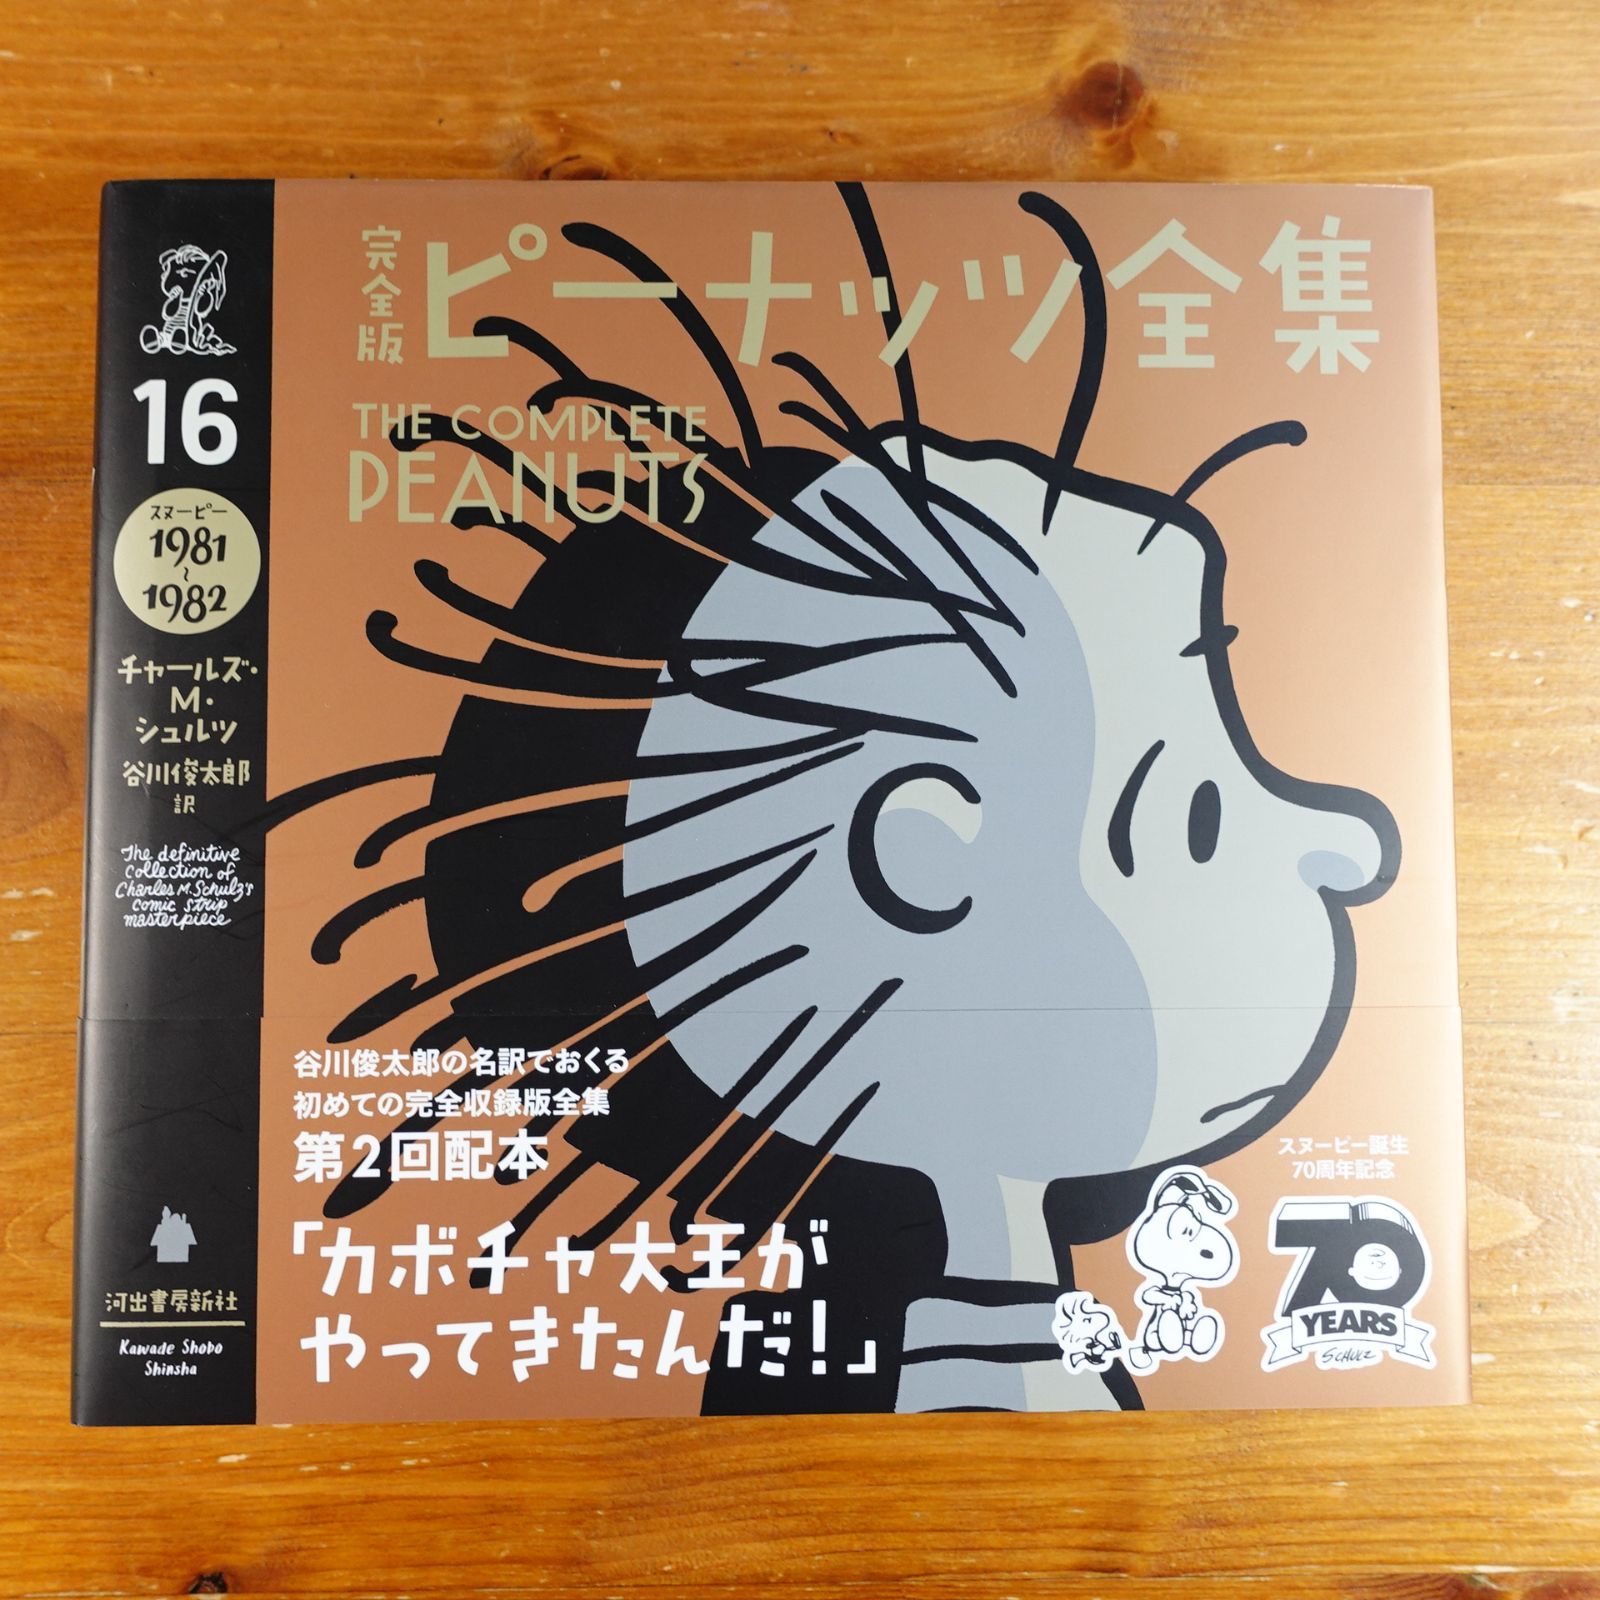 16
スヌーピー
1981
〜
1982
チャールズ・
M・
シュルツ
谷川俊太郎
訳
The definitive
collection of
Charles M. Schulz's
comic strip
masterpiece
河出書房新社
Kawade Shobo
Shinsha
完全版
ピーナッツ全集
THE COMPLETE
PEANUTS
谷川俊太郎の名訳でおくる
初めての完全収録版全集
第2回配本
「カボチャ大王が
やってきたんだ!」
スヌーピー誕生
70周年記念
70
YEARS
SCHULZ